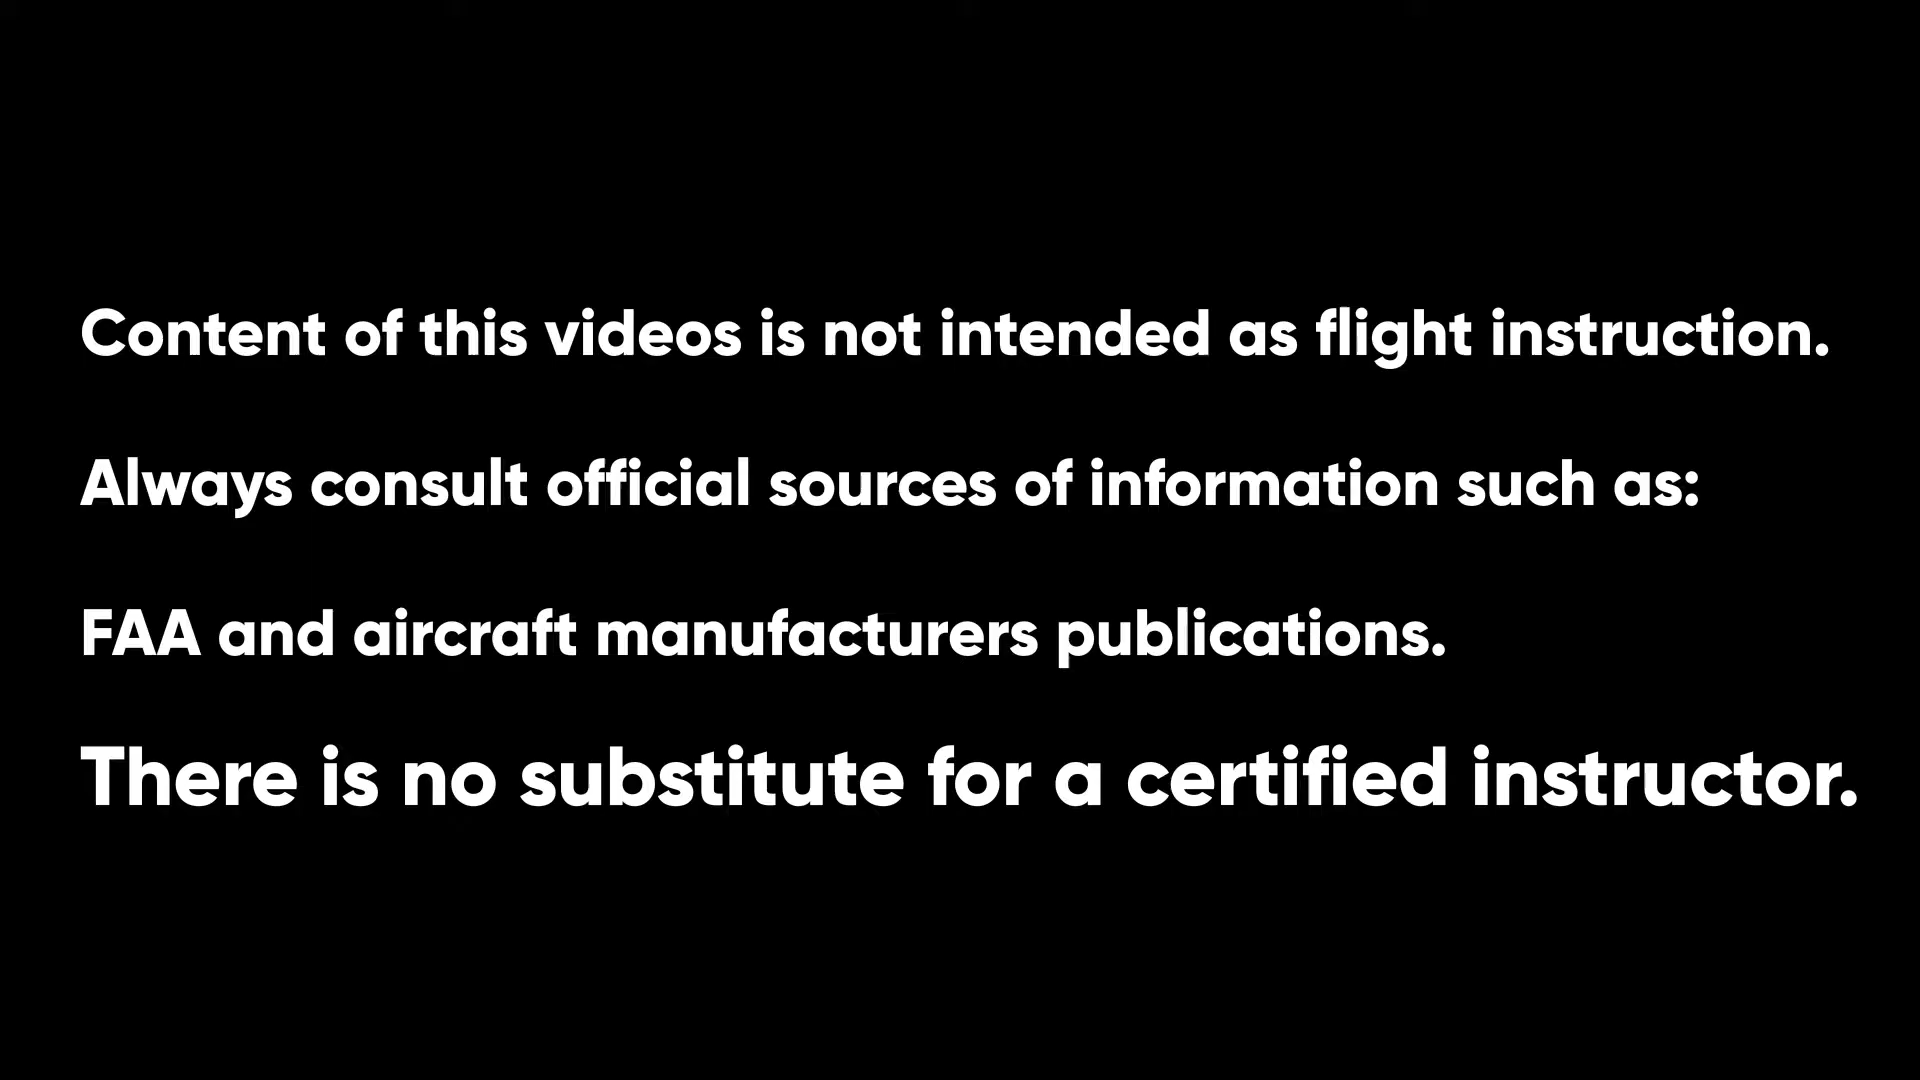 Content of this videos is not intended as flight instruction.
Always consult official sources of information such as:
FAA and aircraft manufacturers publications.
There is no substitute for a certified instructor.